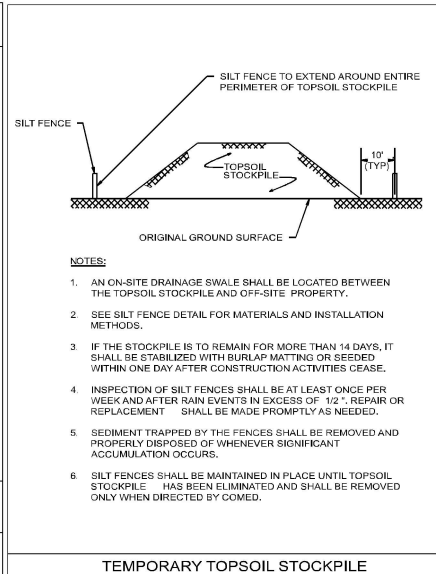 SILT FENCE TO EXTEND AROUND ENTIRE
PERIMETER OF TOPSOIL STOCKPILE
SILT FENCE
10'
(TYP)
TOPSOIL
STOCKPILE
ORIGINAL GROUND SURFACE
NOTES:
1. AN ON-SITE DRAINAGE SWALE SHALL BE LOCATED BETWEEN
THE TOPSOIL STOCKPILE AND OFF-SITE PROPERTY.
2. SEE SILT FENCE DETAIL FOR MATERIALS AND INSTALLATION
METHODS.
3. IF THE STOCKPILE IS TO REMAIN FOR MORE THAN 14 DAYS, IT
SHALL BE STABILIZED WITH BURLAP MATTING OR SEEDED
WITHIN ONE DAY AFTER CONSTRUCTION ACTIVITIES CEASE.
4. INSPECTION OF SILT FENCES SHALL BE AT LEAST ONCE PER
WEEK AND AFTER RAIN EVENTS IN EXCESS OF 1/2 ". REPAIR OR
REPLACEMENT SHALL BE MADE PROMPTLY AS NEEDED.
5. SEDIMENT TRAPPED BY THE FENCES SHALL BE REMOVED AND
PROPERLY DISPOSED OF WHENEVER SIGNIFICANT
ACCUMULATION OCCURS.
6. SILT FENCES SHALL BE MAINTAINED IN PLACE UNTIL TOPSOIL
STOCKPILE HAS BEEN ELIMINATED AND SHALL BE REMOVED
ONLY WHEN DIRECTED BY COMED.
TEMPORARY TOPSOIL STOCKPILE